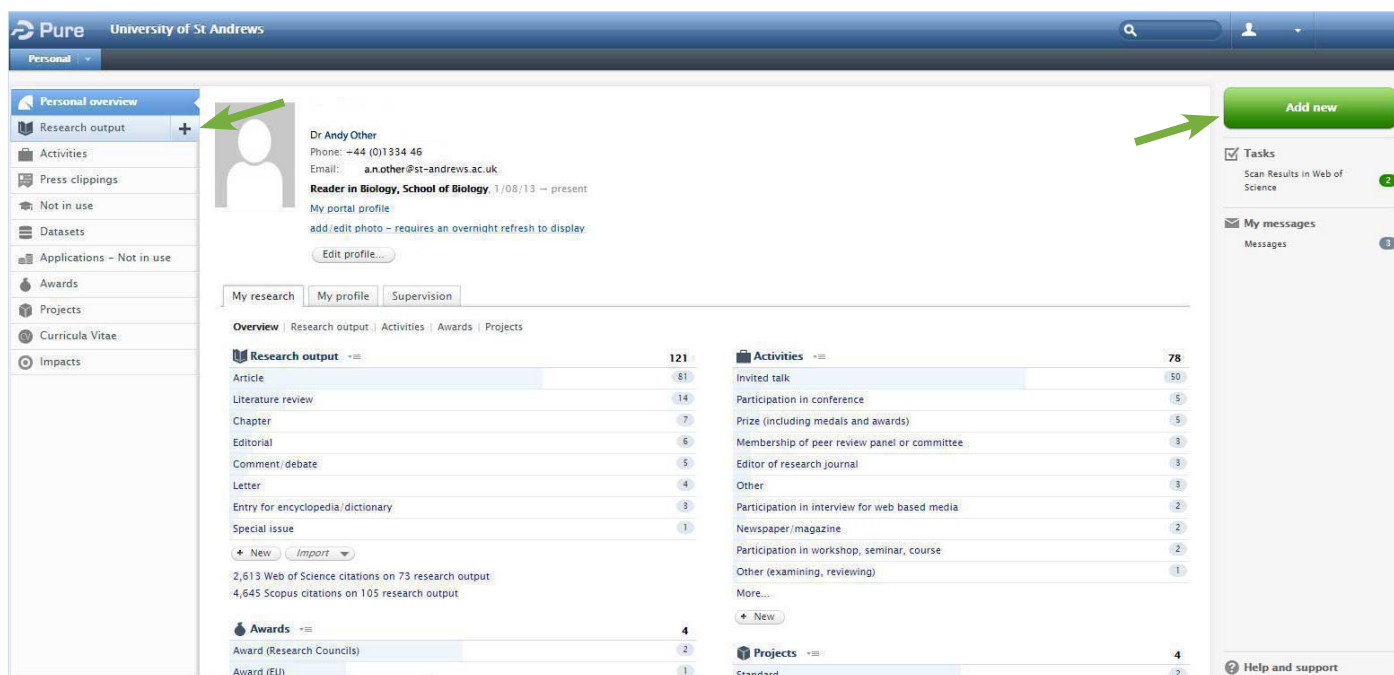 Pure University of St Andrews
Personal
Personal overview
Research output
Activities
Press clippings
Not in use
Datasets
Applications – Not in use
Awards
Projects
Curricula Vitae
Impacts
Dr Andy Other
Phone: +44 (0)1334 46
Email: a.n.other@st-andrews.ac.uk
Reader in Biology, School of Biology, 1/08/13 – present
My portal profile
add/edit photo – requires an overnight refresh to display
Edit profile...
My research My profile Supervision
Overview | Research output | Activities | Awards | Projects
Research output 121
Article 81
Literature review 14
Chapter 7
Editorial 6
Comment/debate 5
Letter 4
Entry for encyclopedia/dictionary 3
Special issue 1
+ New Import
2,613 Web of Science citations on 73 research output
4,645 Scopus citations on 105 research output
Awards 4
Award (Research Councils) 2
Award (EU) 1
Activities 78
Invited talk 50
Participation in conference 5
Prize (including medals and awards) 5
Membership of peer review panel or committee 3
Editor of research journal 3
Other 3
Participation in interview for web based media 2
Newspaper/magazine 2
Participation in workshop, seminar, course 2
Other (examining, reviewing) 1
More...
+ New
Projects 4
Standard 2
Add new
Tasks
Scan Results in Web of
Science 2
My messages
Messages 3
Help and support